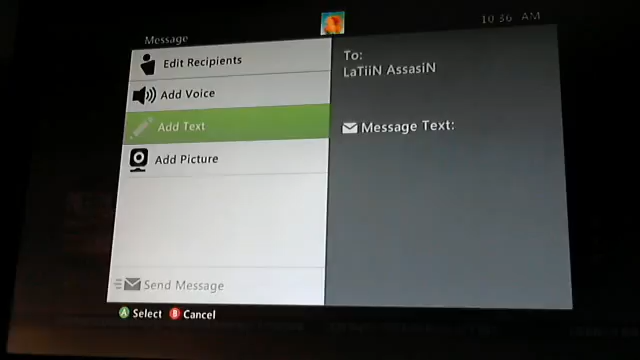 10:36 AM
Message
Edit Recipients
Add Voice
Add Text
Add Picture
Send Message
To:
LaTiiN AssasiN
Message Text:
A Select B Cancel